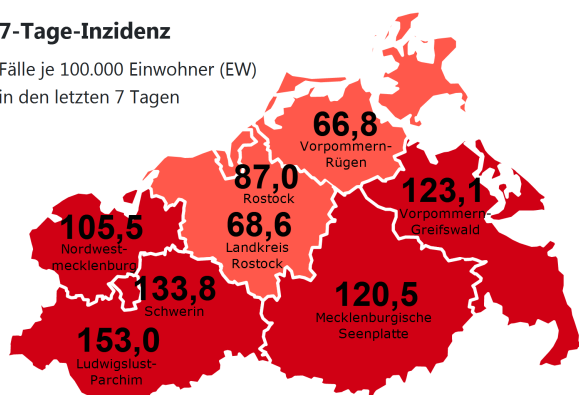 7-Tage-Inzidenz
Fälle je 100.000 Einwohner (EW)
in den letzten 7 Tagen
66,8
Vorpommern-
Rügen
87,0
Rostock
68,6
Landkreis
Rostock
123,1
Vorpommern-
Greifswald
105,5
Nordwest-
mecklenburg
133,8
Schwerin
120,5
Mecklenburgische
Seenplatte
153,0
Ludwigslust-
Parchim